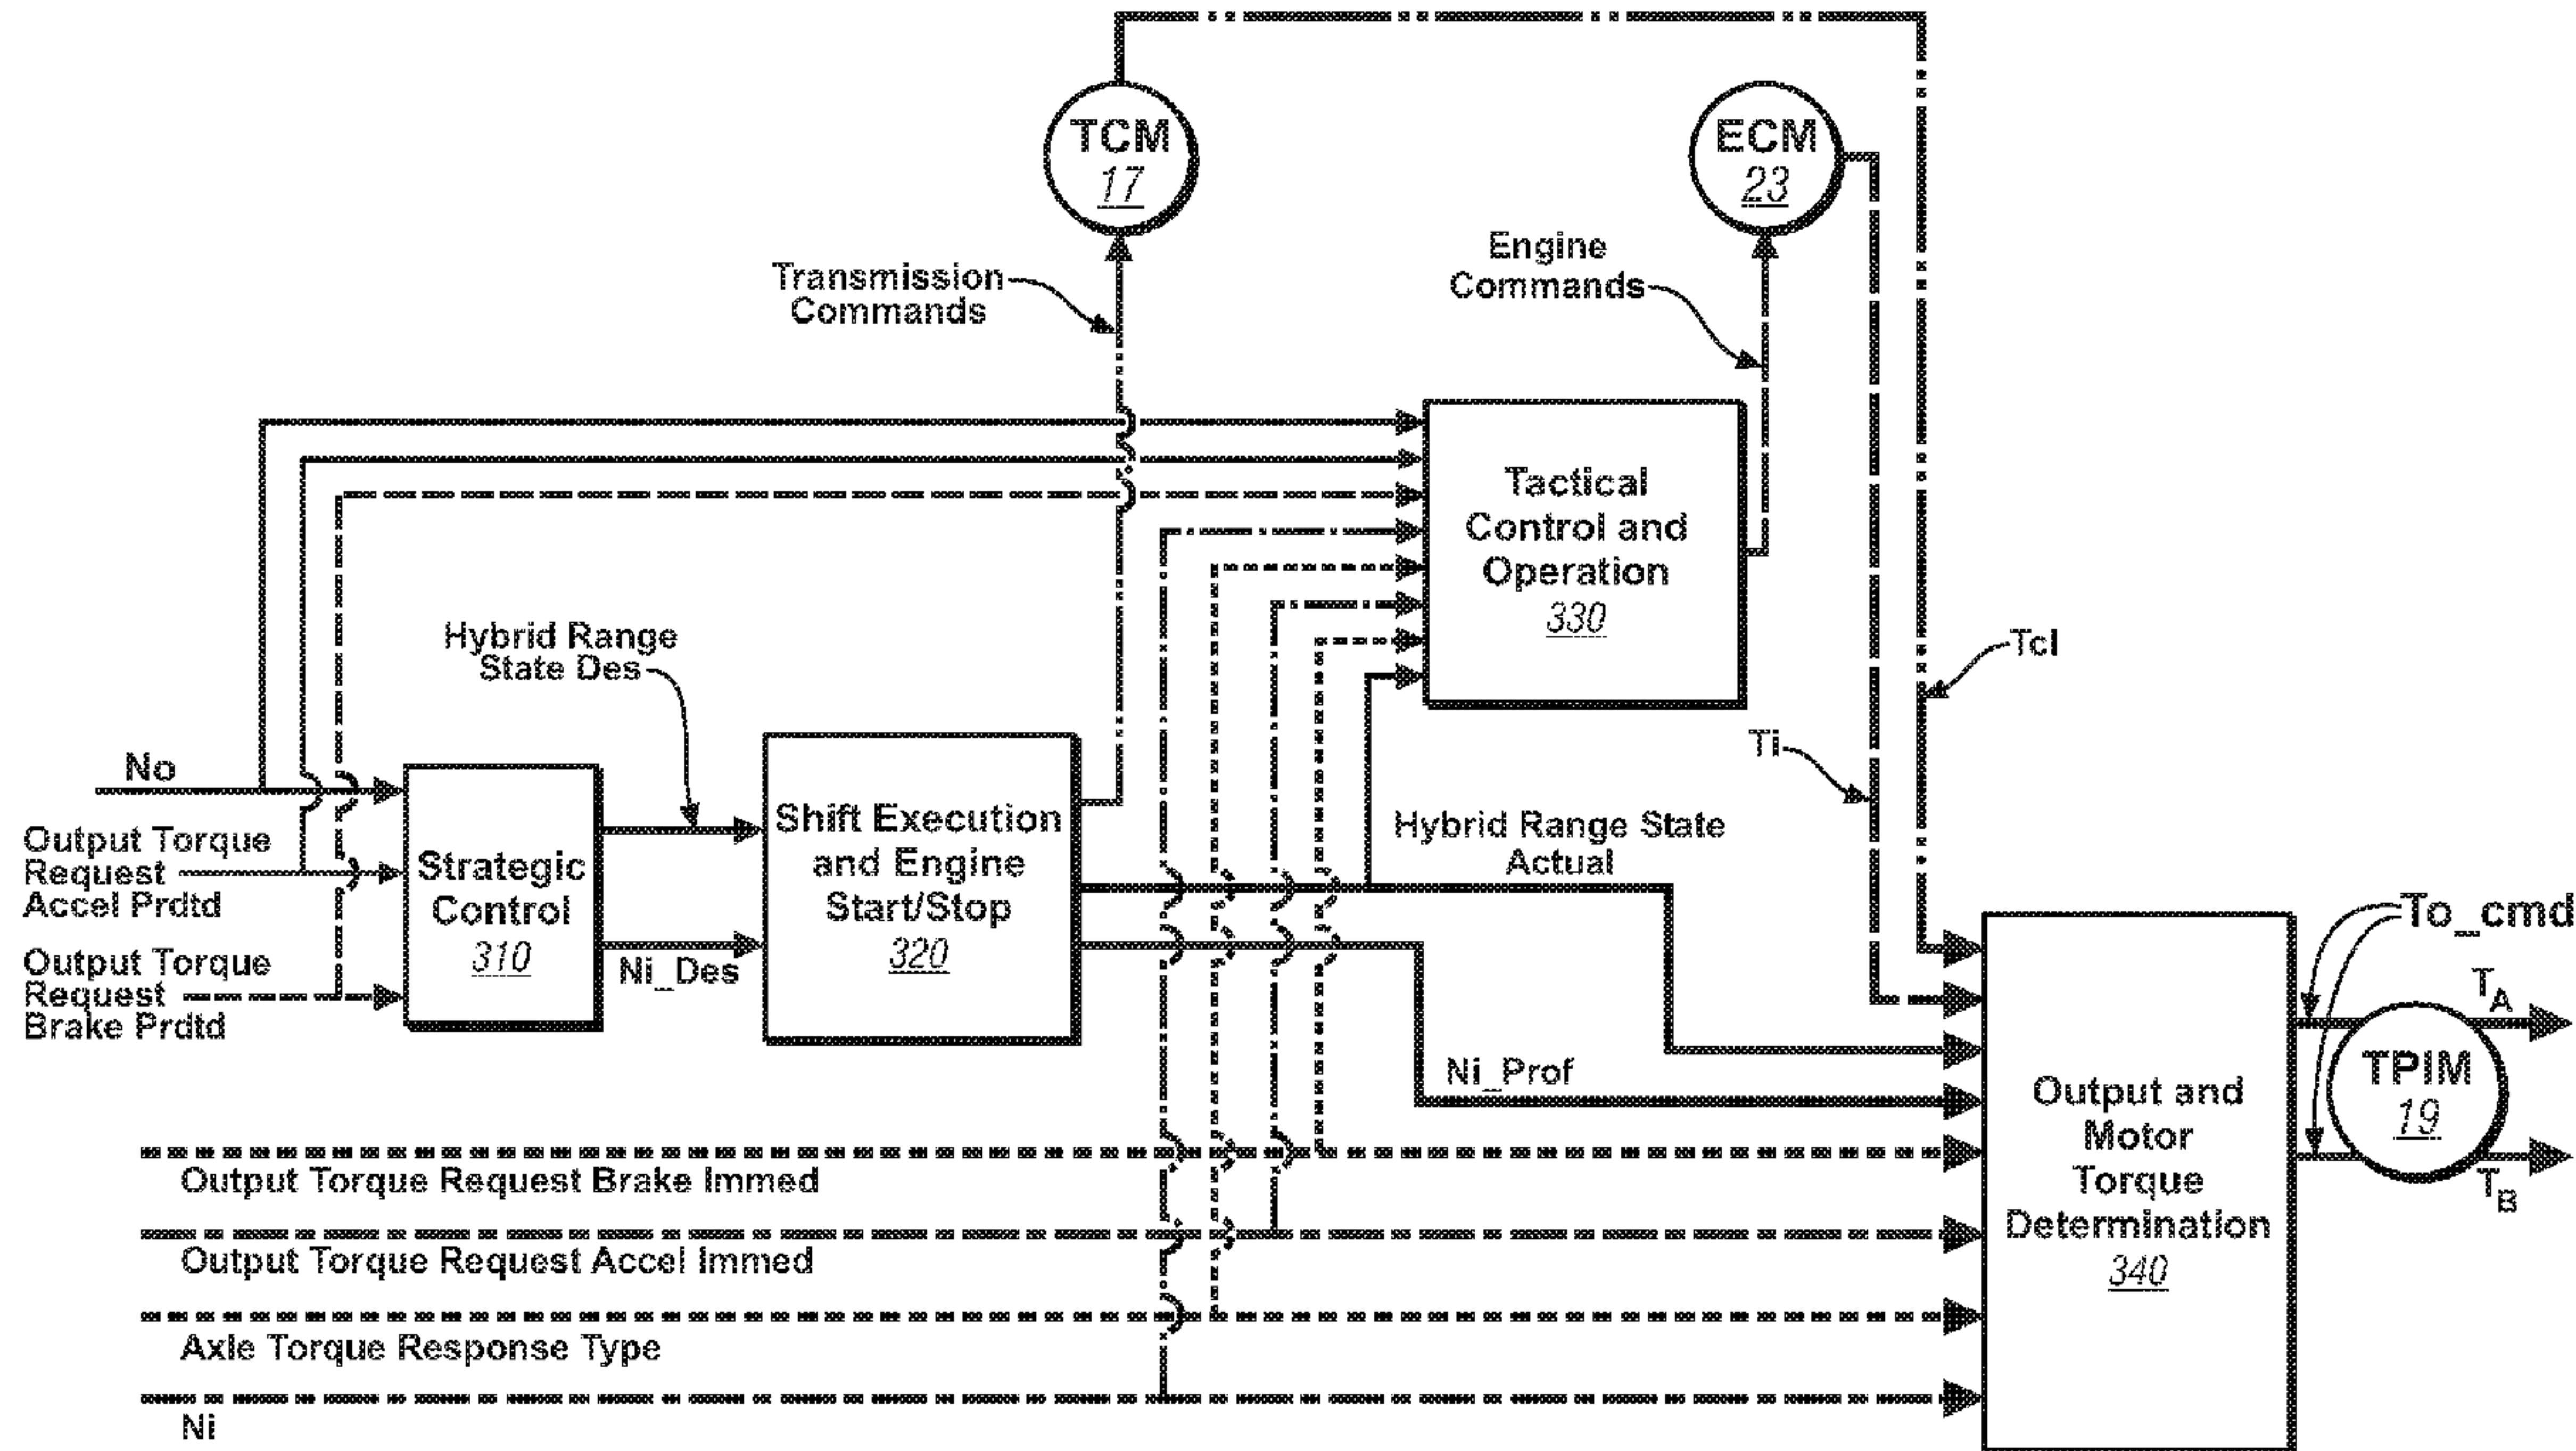 TCM
17
ECM
23
Transmission
Commands
Engine
Commands
Tactical
Control and
Operation
330
Hybrid Range
State Des
Tcl
Ti
No
Output Torque
Request
Accel Prdtd
Output Torque
Request
Brake Prdtd
Strategic
Control
310
Ni_Des
Shift Execution
and Engine
Start/Stop
320
Hybrid Range State
Actual
Ni_Prof
To_cmd
TA
TPIM
19
TB
Output and
Motor
Torque
Determination
340
Output Torque Request Brake Immed
Output Torque Request Accel Immed
Axle Torque Response Type
Ni